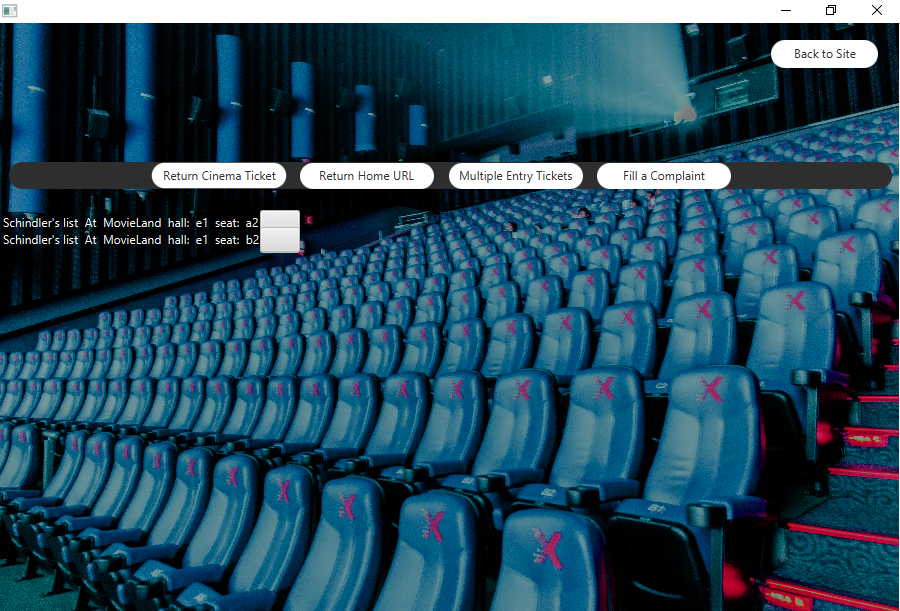 Back to Site
Return Cinema Ticket
Return Home URL
Multiple Entry Tickets
Fill a Complaint
Schindler's list At MovieLand hall: e1 seat: a2
Schindler's list At MovieLand hall: e1 seat: b2